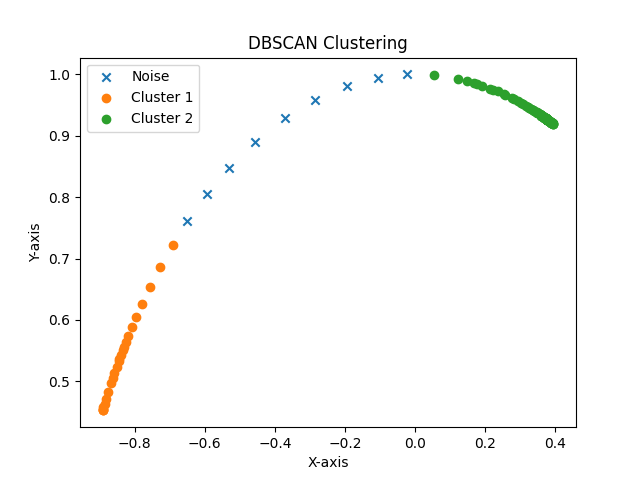 DBSCAN Clustering
Noise
Cluster 1
Cluster 2
1.0
0.9
0.8
0.7
0.6
0.5
Y-axis
−0.8 −0.6 −0.4 −0.2 0.0 0.2 0.4
X-axis